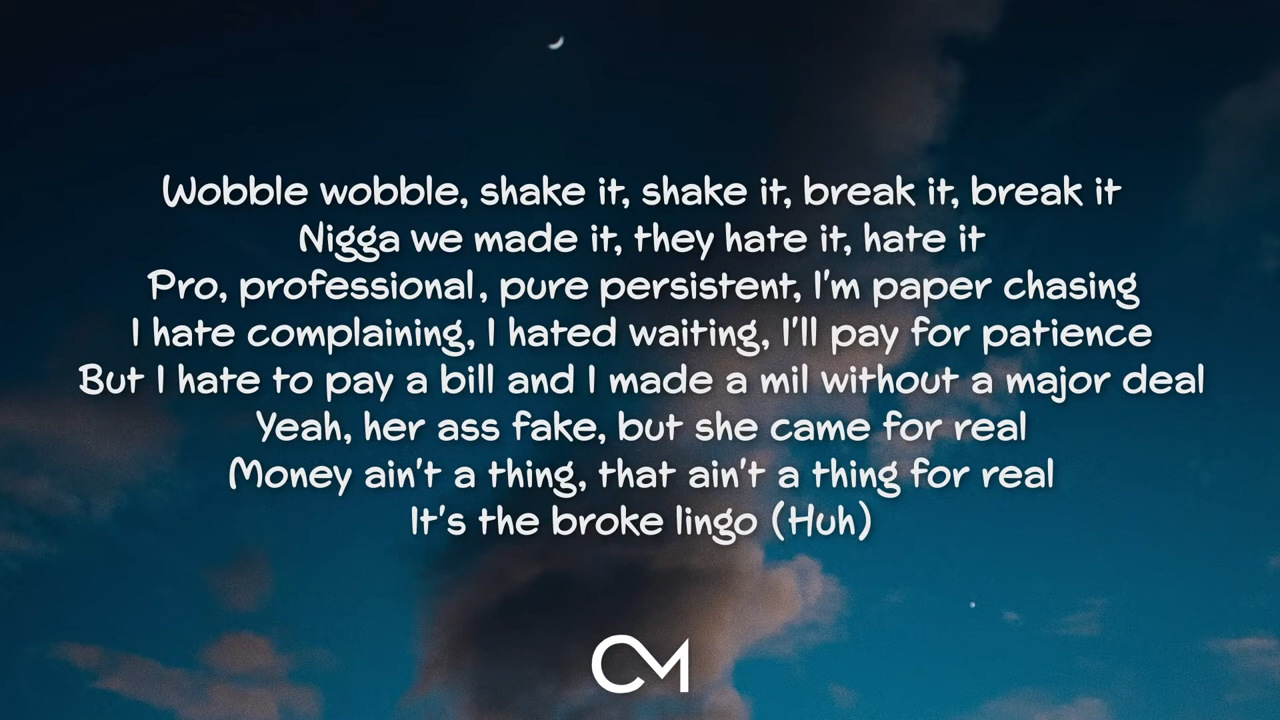 Wobble wobble, shake it, shake it, break it, break it
Nigga we made it, they hate it, hate it
Pro, professional, pure persistent, I'm paper chasing
I hate complaining, I hated waiting, I'll pay for patience
But I hate to pay a bill and I made a mil without a major deal
Yeah, her ass fake, but she came for real
Money ain't a thing, that ain't a thing for real
It's the broke lingo (Huh)
CM